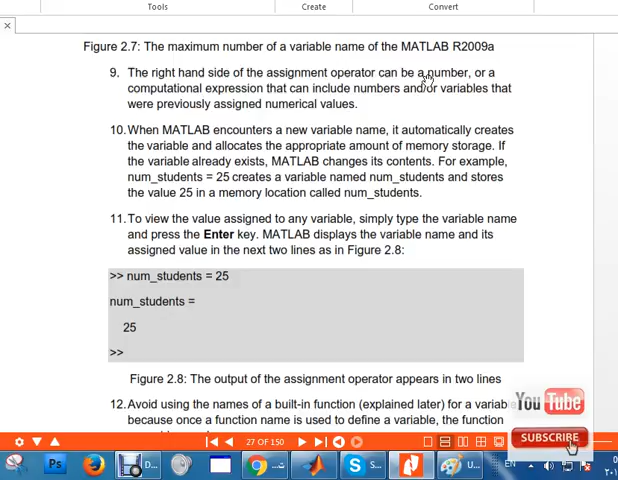 Tools Create Convert
×
Figure 2.7: The maximum number of a variable name of the MATLAB R2009a
9. The right hand side of the assignment operator can be a number, or a
computational expression that can include numbers and/or variables that
were previously assigned numerical values.
10. When MATLAB encounters a new variable name, it automatically creates
the variable and allocates the appropriate amount of memory storage. If
the variable already exists, MATLAB changes its contents. For example,
num_students = 25 creates a variable named num_students and stores
the value 25 in a memory location called num_students.
11. To view the value assigned to any variable, simply type the variable name
and press the Enter key. MATLAB displays the variable name and its
assigned value in the next two lines as in Figure 2.8:
>> num_students = 25
num_students =
25
>>
Figure 2.8: The output of the assignment operator appears in two lines
12. Avoid using the names of a built-in function (explained later) for a variable
because once a function name is used to define a variable, the function
You Tube
SUBSCRIBE
27 OF 150
Ps D... S... U... EN